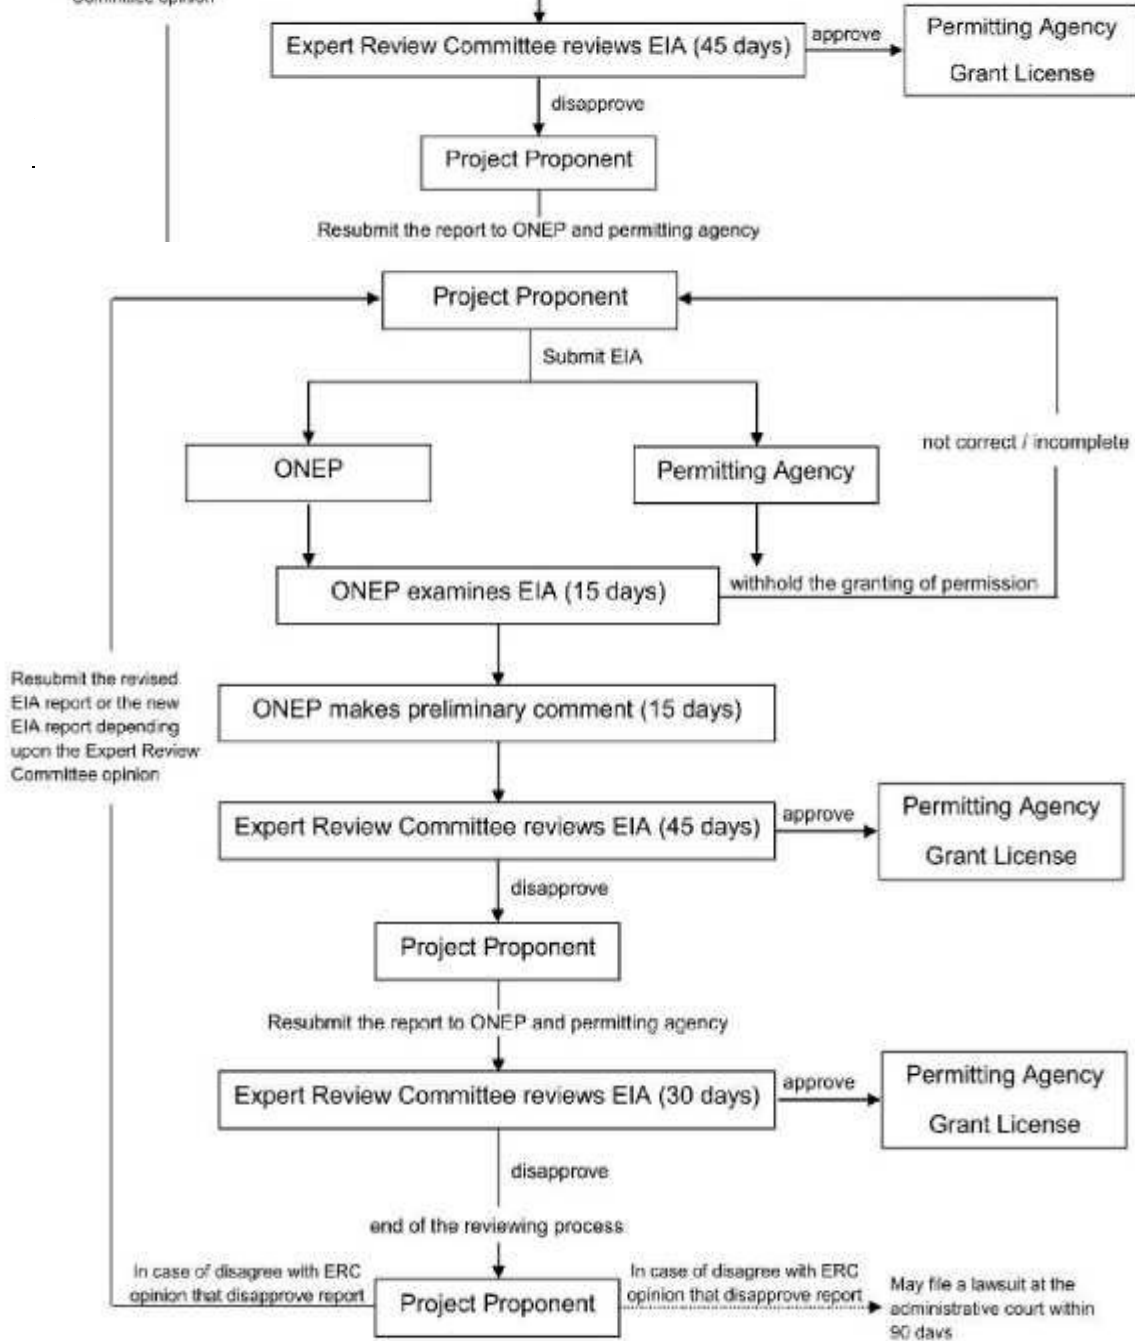 Committee opinion
Expert Review Committee reviews EIA (45 days)
approve
Permitting Agency
Grant License
disapprove
Project Proponent
Resubmit the report to ONEP and permitting agency
Project Proponent
Submit EIA
ONEP
Permitting Agency
not correct / incomplete
ONEP examines EIA (15 days)
withhold the granting of permission
Resubmit the revised
EIA report or the new
EIA report depending
upon the Expert Review
Committee opinion
ONEP makes preliminary comment (15 days)
Expert Review Committee reviews EIA (45 days)
approve
Permitting Agency
Grant License
disapprove
Project Proponent
Resubmit the report to ONEP and permitting agency
Expert Review Committee reviews EIA (30 days)
approve
Permitting Agency
Grant License
disapprove
end of the reviewing process
In case of disagree with ERC
opinion that disapprove report
Project Proponent
In case of disagree with ERC
opinion that disapprove report
May file a lawsuit at the
administrative court within
90 days